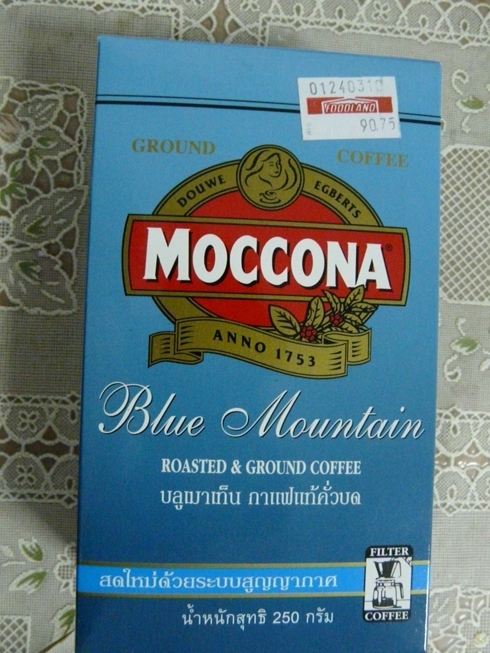 01240310
FOODLAND
90.75
GROUND COFFEE
DOUWE EGBERTS
MOCCONA®
ANNO 1753
Blue Mountain
ROASTED & GROUND COFFEE
บลูเมาเท็น กาแฟแท้คั่วบด
สดใหม่ด้วยระบบสูญญากาศ
FILTER
COFFEE
น้ำหนักสุทธิ 250 กรัม